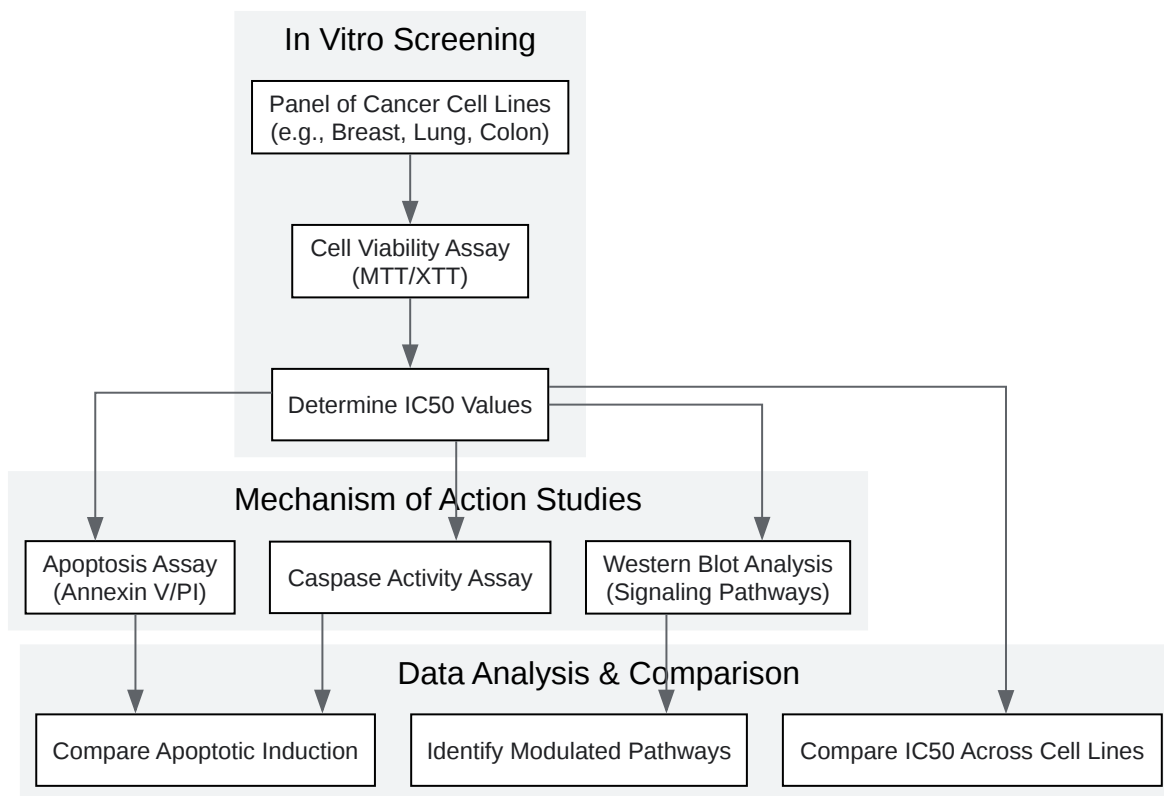 In Vitro Screening
Panel of Cancer Cell Lines
(e.g., Breast, Lung, Colon)
Cell Viability Assay
(MTT/XTT)
Determine IC50 Values
Mechanism of Action Studies
Apoptosis Assay
(Annexin V/PI)
Caspase Activity Assay
Western Blot Analysis
(Signaling Pathways)
Data Analysis & Comparison
Compare Apoptotic Induction
Identify Modulated Pathways
Compare IC50 Across Cell Lines